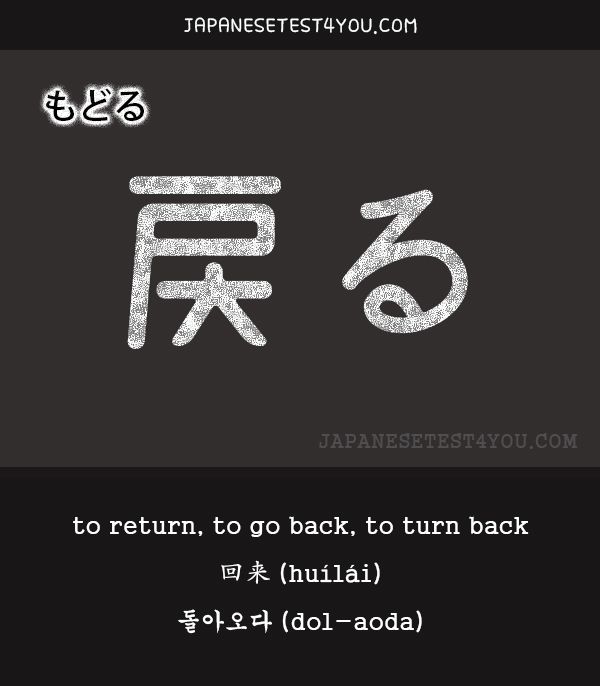 JAPANESETEST4YOU.COM
もどる
戻る
JAPANESETEST4YOU.COM
to return, to go back, to turn back
回来 (huílái)
돌아오다 (dol-aoda)